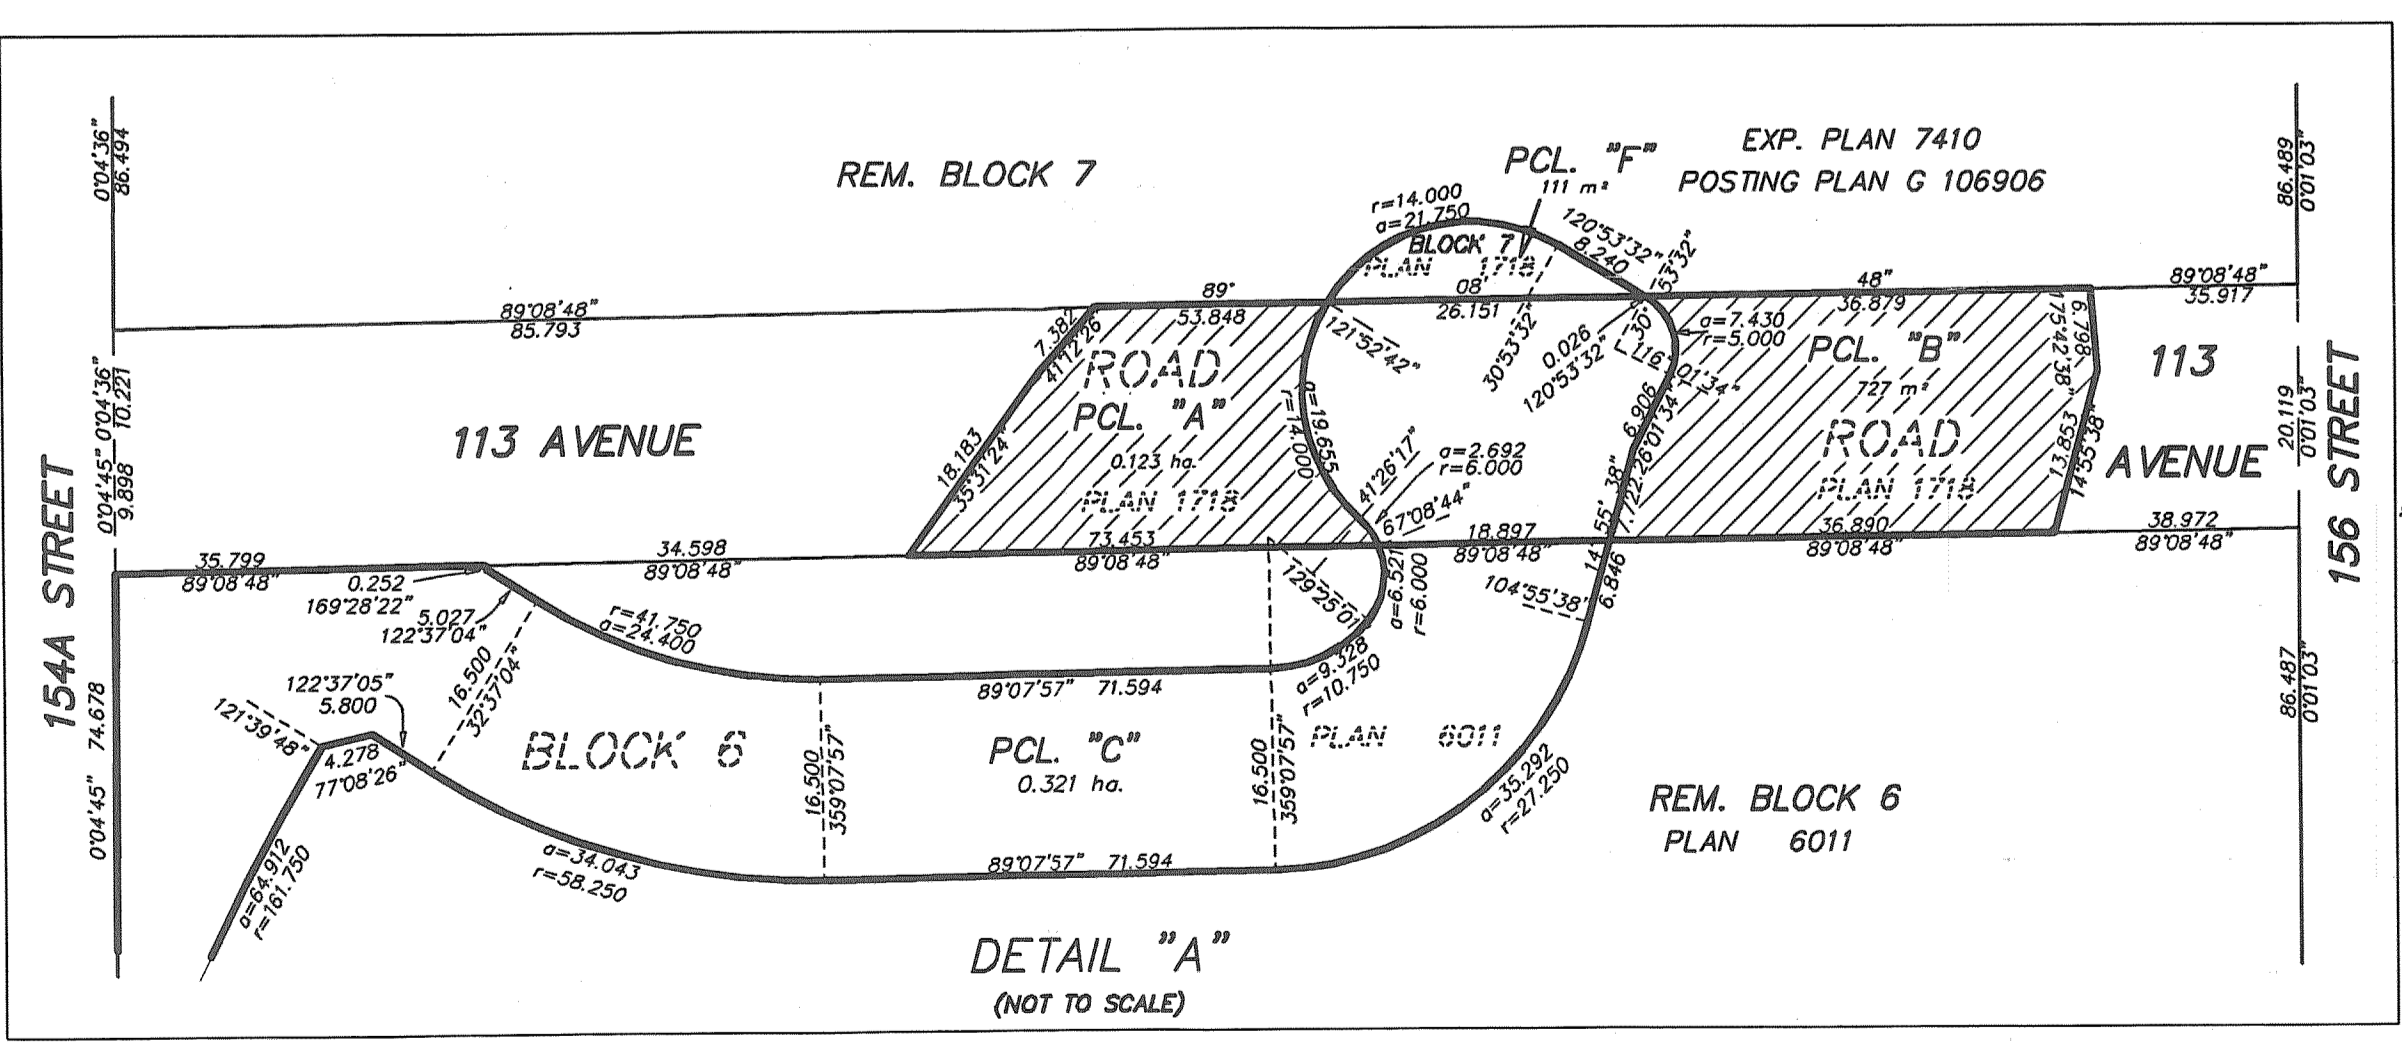 EXP. PLAN 7410
POSTING PLAN G 106906
PCL. "F"
111 m²
REM. BLOCK 7
0°04'36"
86.494
86.489
0°01'03"
r=14.000
a=21.750
BLOCK 7
PLAN 1718
120°53'32"
8.240
53'32"
30°
89°08'48"
85.793
89°
53.848
08'
26.151
48"
36.879
89°08'48"
35.917
7.382
41°12'26"
ROAD
PCL. "A"
0.123 ha.
PLAN 1718
18.183
35°31'24"
121°52'42"
30°53'32"
0.026
120°53'32"
a=7.430
r=5.000
16°01'34"
PCL. "B"
727 m²
ROAD
PLAN 1718
6.798
175°42'38"
13.853
14°55'38"
113
AVENUE
20.119
0°01'03"
156 STREET
113 AVENUE
0°04'36"
10.221
0°04'45"
9.898
154A STREET
a=19.655
r=14.000
41°26'17"
a=2.692
r=6.000
67°08'44"
6.906
26°01'34"
7.722
14°55'38"
6.846
35.799
89°08'48"
34.598
89°08'48"
73.453
89°08'48"
18.897
89°08'48"
36.890
89°08'48"
38.972
89°08'48"
0.252
169°28'22"
5.027
122°37'04"
r=41.750
a=24.400
129°25'01"
a=6.521
r=6.000
104°55'38"
a=9.328
r=10.750
16.500
32°37'04"
122°37'05"
5.800
121°39'48"
4.278
77°08'26"
89°07'57" 71.594
BLOCK 6
PCL. "C"
0.321 ha.
PLAN 6011
16.500
359°07'57"
16.500
359°07'57"
74.678
0°04'45"
86.487
0°01'03"
a=64.912
r=161.750
a=34.043
r=58.250
89°07'57" 71.594
a=35.292
r=27.250
REM. BLOCK 6
PLAN 6011
DETAIL "A"
(NOT TO SCALE)